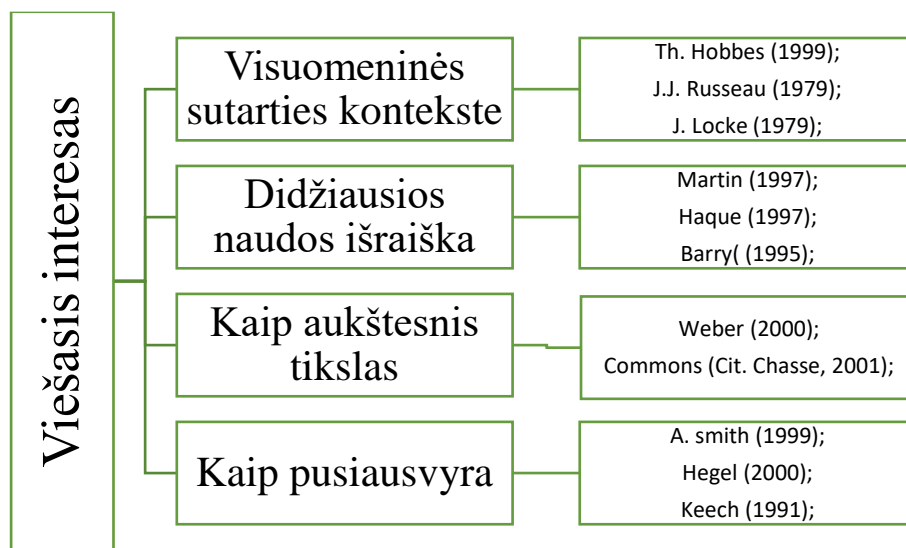 Viešasis interesas
Visuomeninės
sutarties kontekste
Th. Hobbes (1999);
J.J. Russeau (1979);
J. Locke (1979);
Didžiausios
naudos išraiška
Martin (1997);
Haque (1997);
Barry( (1995);
Kaip aukštesnis
tikslas
Weber (2000);
Commons (Cit. Chasse, 2001);
Kaip pusiausvyra
A. smith (1999);
Hegel (2000);
Keech (1991);